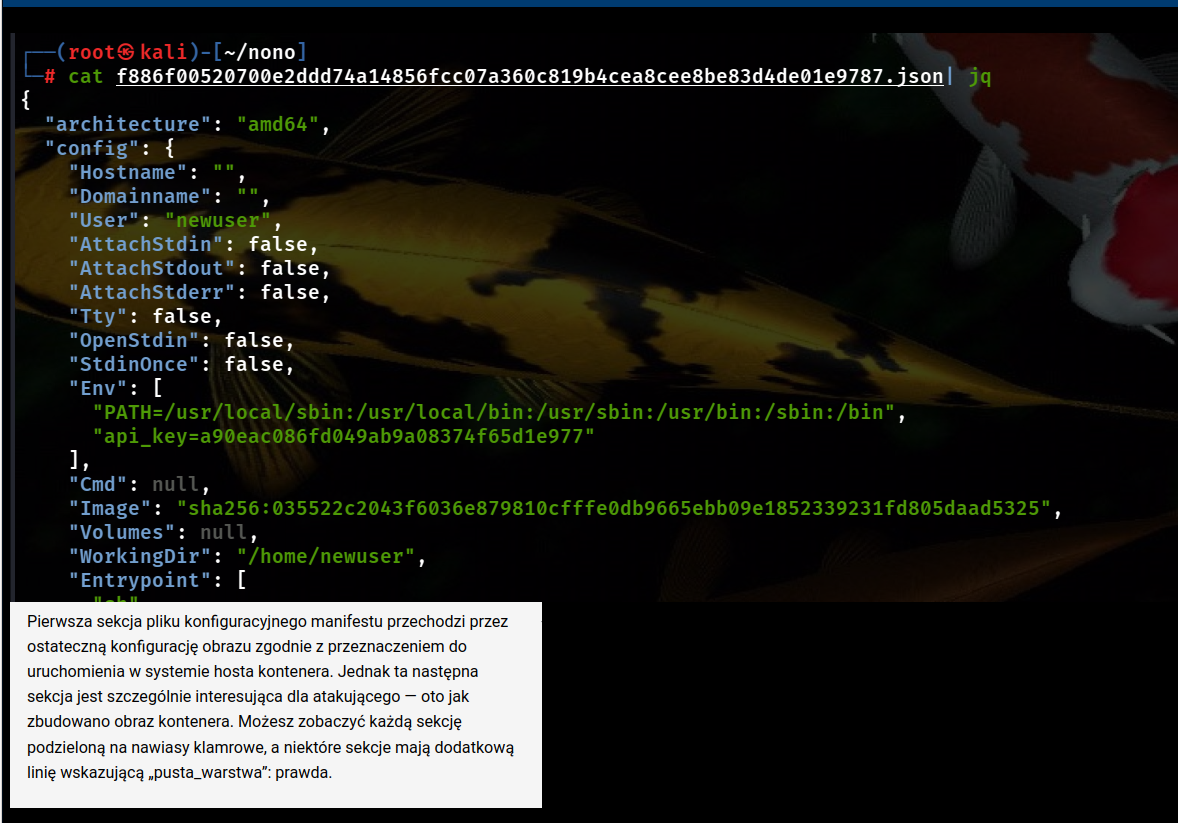 ┌──(root㉿kali)-[~/nono]
└─# cat f886f00520700e2ddd74a14856fcc07a360c819b4cea8cee8be83d4de01e9787.json| jq
{
  "architecture": "amd64",
  "config": {
    "Hostname": "",
    "Domainname": "",
    "User": "newuser",
    "AttachStdin": false,
    "AttachStdout": false,
    "AttachStderr": false,
    "Tty": false,
    "OpenStdin": false,
    "StdinOnce": false,
    "Env": [
      "PATH=/usr/local/sbin:/usr/local/bin:/usr/sbin:/usr/bin:/sbin:/bin",
      "api_key=a90eac086fd049ab9a08374f65d1e977"
    ],
    "Cmd": null,
    "Image": "sha256:035522c2043f6036e879810cfffe0db9665ebb09e1852339231fd805daad5325",
    "Volumes": null,
    "WorkingDir": "/home/newuser",
    "Entrypoint": [
      "sh"
Pierwsza sekcja pliku konfiguracyjnego manifestu przechodzi przez
ostateczną konfigurację obrazu zgodnie z przeznaczeniem do
uruchomienia w systemie hosta kontenera. Jednak ta następna
sekcja jest szczególnie interesująca dla atakującego — oto jak
zbudowano obraz kontenera. Możesz zobaczyć każdą sekcję
podzieloną na nawiasy klamrowe, a niektóre sekcje mają dodatkową
linię wskazującą „pusta_warstwa”: prawda.